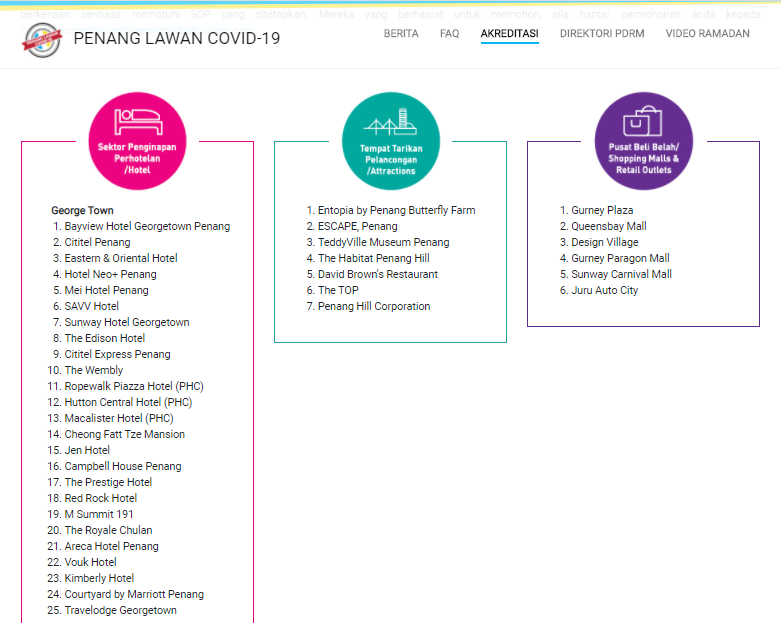 berkenaan sentiasa mematuhi SOP yang ditetapkan. Mereka yang berhasrat untuk memohon, sila hantar permohonan anda kepada
PENANG LAWAN COVID-19
BERITA FAQ AKREDITASI DIREKTORI PDRM VIDEO RAMADAN
Sektor Penginapan
Perhotelan
/Hotel
George Town
1. Bayview Hotel Georgetown Penang
2. Cititel Penang
3. Eastern & Oriental Hotel
4. Hotel Neo+ Penang
5. Mei Hotel Penang
6. SAVV Hotel
7. Sunway Hotel Georgetown
8. The Edison Hotel
9. Cititel Express Penang
10. The Wembly
11. Ropewalk Piazza Hotel (PHC)
12. Hutton Central Hotel (PHC)
13. Macalister Hotel (PHC)
14. Cheong Fatt Tze Mansion
15. Jen Hotel
16. Campbell House Penang
17. The Prestige Hotel
18. Red Rock Hotel
19. M Summit 191
20. The Royale Chulan
21. Areca Hotel Penang
22. Vouk Hotel
23. Kimberly Hotel
24. Courtyard by Marriott Penang
25. Travelodge Georgetown
Tempat Tarikan
Pelancongan
/Attractions
1. Entopia by Penang Butterfly Farm
2. ESCAPE, Penang
3. TeddyVille Museum Penang
4. The Habitat Penang Hill
5. David Brown's Restaurant
6. The TOP
7. Penang Hill Corporation
Pusat Beli Belah/
Shopping Malls &
Retail Outlets
1. Gurney Plaza
2. Queensbay Mall
3. Design Village
4. Gurney Paragon Mall
5. Sunway Carnival Mall
6. Juru Auto City